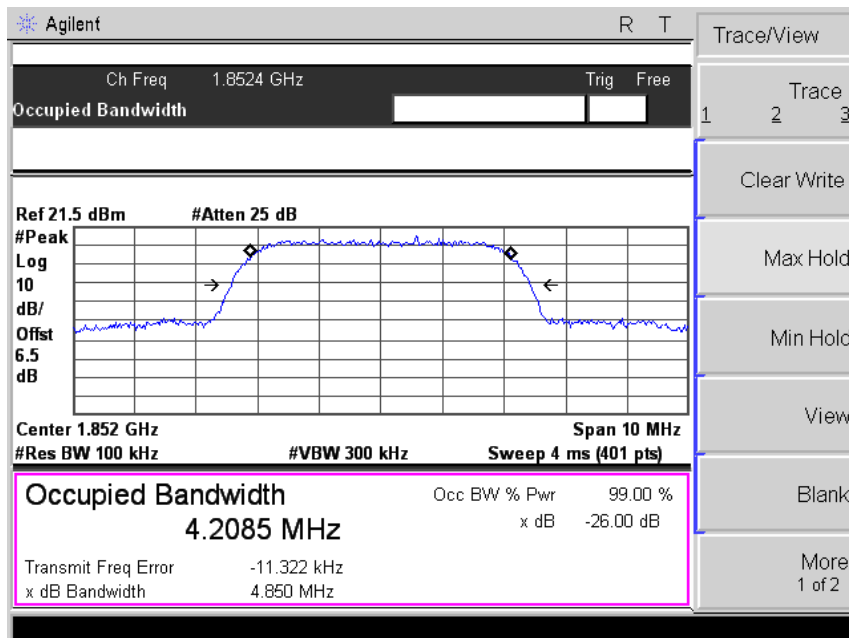 Agilent R T
Trace/View
Ch Freq 1.8524 GHz Trig Free
Occupied Bandwidth
Trace
1 2 3
Clear Write
Ref 21.5 dBm #Atten 25 dB
#Peak
Log
10
dB/
Offst
6.5
dB
Max Hold
Min Hold
Center 1.852 GHz Span 10 MHz
#Res BW 100 kHz #VBW 300 kHz Sweep 4 ms (401 pts)
View
Occupied Bandwidth Occ BW % Pwr 99.00 %
4.2085 MHz x dB -26.00 dB
Transmit Freq Error -11.322 kHz
x dB Bandwidth 4.850 MHz
Blank
More
1 of 2